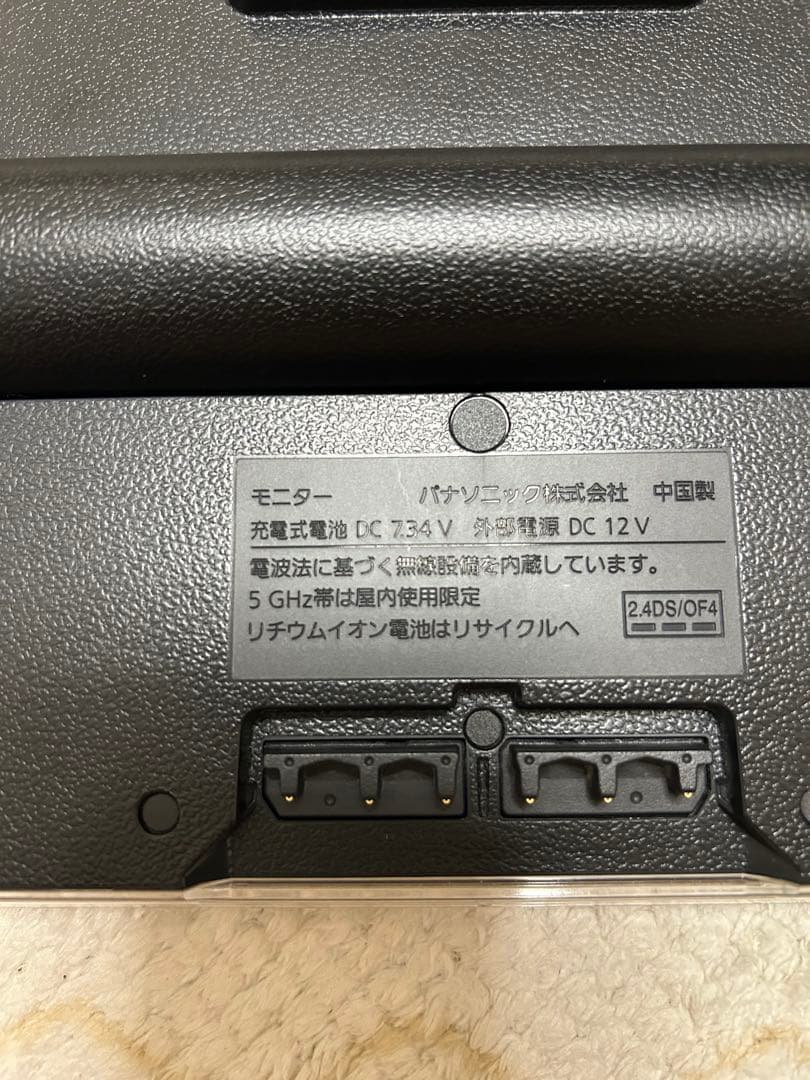 モニター パナソニック株式会社 中国製
充電式電池 DC 7.34 V 外部電源 DC 12 V
電波法に基づく無線設備を内蔵しています。
5 GHz帯は屋内使用限定
リチウムイオン電池はリサイクルへ
2.4DS/OF4